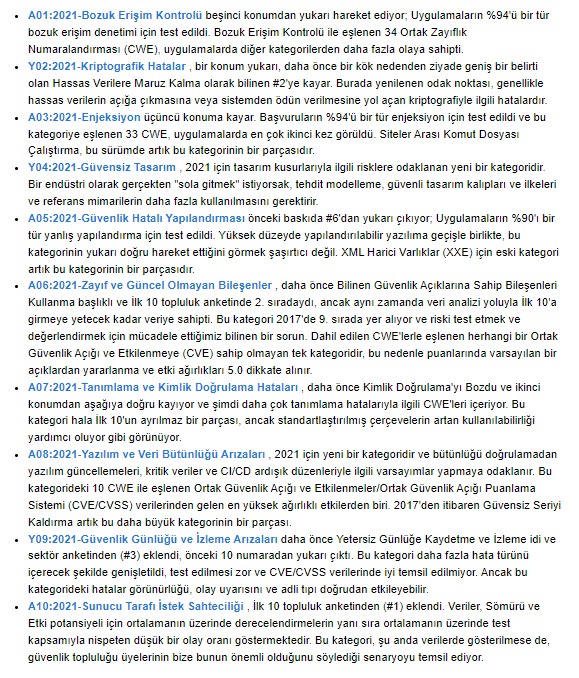 A01:2021-Bozuk Erişim Kontrolü beşinci konumdan yukarı hareket ediyor; Uygulamaların %94'ü bir tür
bozuk erişim denetimi için test edildi. Bozuk Erişim Kontrolü ile eşlenen 34 Ortak Zayıflık
Numaralandırması (CWE), uygulamalarda diğer kategorilerden daha fazla olaya sahipti.
Y02:2021-Kriptografik Hatalar , bir konum yukarı, daha önce bir kök nedenden ziyade geniş bir belirti
olan Hassas Verilere Maruz Kalma olarak bilinen #2'ye kayar. Burada yenilenen odak noktası, genellikle
hassas verilerin açığa çıkmasına veya sistemden ödün verilmesine yol açan kriptografiyle ilgili hatalardır.
A03:2021-Enjeksiyon üçüncü konuma kayar. Başvuruların %94'ü bir tür enjeksiyon için test edildi ve bu
kategoriye eşlenen 33 CWE, uygulamalarda en çok ikinci kez görüldü. Siteler Arası Komut Dosyası
Çalıştırma, bu sürümde artık bu kategorinin bir parçasıdır.
Y04:2021-Güvensiz Tasarım , 2021 için tasarım kusurlarıyla ilgili risklere odaklanan yeni bir kategoridir.
Bir endüstri olarak gerçekten "sola gitmek" istiyorsak, tehdit modelleme, güvenli tasarım kalıpları ve ilkeleri
ve referans mimarilerin daha fazla kullanılmasını gerektirir.
A05:2021-Güvenlik Hatalı Yapılandırması önceki baskıda #6'dan yukarı çıkıyor; Uygulamaların %90'ı bir
tür yanlış yapılandırma için test edildi. Yüksek düzeyde yapılandırılabilir yazılıma geçişle birlikte, bu
kategorinin yukarı doğru hareket ettiğini görmek şaşırtıcı değil. XML Harici Varlıklar (XXE) için eski kategori
artık bu kategorinin bir parçasıdır.
A06:2021-Zayıf ve Güncel Olmayan Bileşenler , daha önce Bilinen Güvenlik Açıklarına Sahip Bileşenleri
Kullanma başlıklı ve İlk 10 topluluk anketinde 2. sıradaydı, ancak aynı zamanda veri analizi yoluyla İlk 10'a
girmeye yetecek kadar veriye sahipti. Bu kategori 2017'de 9. sırada yer alıyor ve riski test etmek ve
değerlendirmek için mücadele ettiğimiz bilinen bir sorun. Dahil edilen CWE'lerle eşlenen herhangi bir Ortak
Güvenlik Açığı ve Etkilenmeye (CVE) sahip olmayan tek kategoridir, bu nedenle puanlarında varsayılan bir
açıklardan yararlanma ve etki ağırlıkları 5.0 dikkate alınır.
A07:2021-Tanımlama ve Kimlik Doğrulama Hataları , daha önce Kimlik Doğrulama'yı Bozdu ve ikinci
konumdan aşağıya doğru kayıyor ve şimdi daha çok tanımlama hatalarıyla ilgili CWE'leri içeriyor. Bu
kategori hala İlk 10'un ayrılmaz bir parçası, ancak standartlaştırılmış çerçevelerin artan kullanılabilirliği
yardımcı oluyor gibi görünüyor.
A08:2021-Yazılım ve Veri Bütünlüğü Arızaları , 2021 için yeni bir kategoridir ve bütünlüğü doğrulamadan
yazılım güncellemeleri, kritik veriler ve CI/CD ardışık düzenleriyle ilgili varsayımlar yapmaya odaklanır. Bu
kategorideki 10 CWE ile eşlenen Ortak Güvenlik Açığı ve Etkilenmeler/Ortak Güvenlik Açığı Puanlama
Sistemi (CVE/CVSS) verilerinden gelen en yüksek ağırlıklı etkilerden biri. 2017'den itibaren Güvensiz Seriyi
Kaldırma artık bu daha büyük kategorinin bir parçası.
Y09:2021-Güvenlik Günlüğü ve İzleme Arızaları daha önce Yetersiz Günlüğe Kaydetme ve İzleme idi ve
sektör anketinden (#3) eklendi, önceki 10 numaradan yukarı çıktı. Bu kategori daha fazla hata türünü
içerecek şekilde genişletildi, test edilmesi zor ve CVE/CVSS verilerinde iyi temsil edilmiyor. Ancak bu
kategorideki hatalar görünürlüğü, olay uyarısını ve adli tıpı doğrudan etkileyebilir.
A10:2021-Sunucu Tarafı İstek Sahteciliği , İlk 10 topluluk anketinden (#1) eklendi. Veriler, Sömürü ve
Etki potansiyeli için ortalamanın üzerinde derecelendirmelerin yanı sıra ortalamanın üzerinde test
kapsamıyla nispeten düşük bir olay oranı göstermektedir. Bu kategori, şu anda verilerde gösterilmese de,
güvenlik topluluğu üyelerinin bize bunun önemli olduğunu söylediği senaryoyu temsil ediyor.